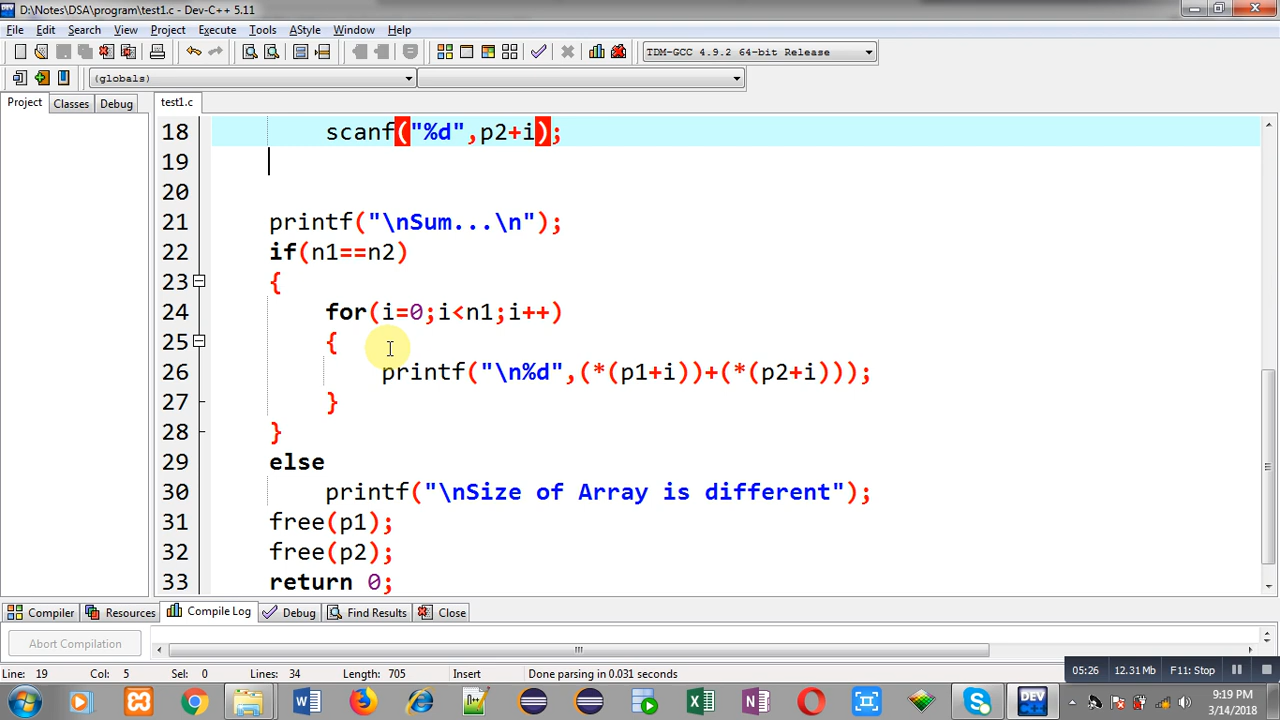 D:\Notes\DSA\program\test1.c - Dev-C++ 5.11
File Edit Search View Project Execute Tools AStyle Window Help
TDM-GCC 4.9.2 64-bit Release
(globals)
Project Classes Debug test1.c
18 scanf("%d",p2+i);
19
20
21 printf("\nSum...\n");
22 if(n1==n2)
23 {
24 for(i=0;i<n1;i++)
25 {
26 printf("\n%d",(*(p1+i))+(*(p2+i)));
27 }
28 }
29 else
30 printf("\nSize of Array is different");
31 free(p1);
32 free(p2);
33 return 0;
Compiler Resources Compile Log Debug Find Results Close
Abort Compilation
Line: 19 Col: 5 Sel: 0 Lines: 34 Length: 705 Insert Done parsing in 0.031 seconds
05:26 12.31Mb F11: Stop
DEV 9:19 PM
3/14/2018